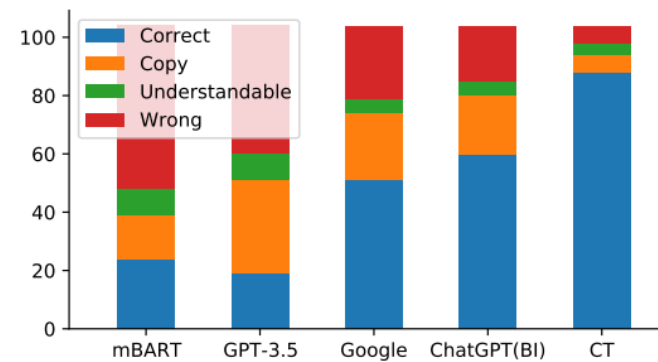 100
80
60
40
20
0
Correct
Copy
Understandable
Wrong
mBART GPT-3.5 Google ChatGPT(BI) CT